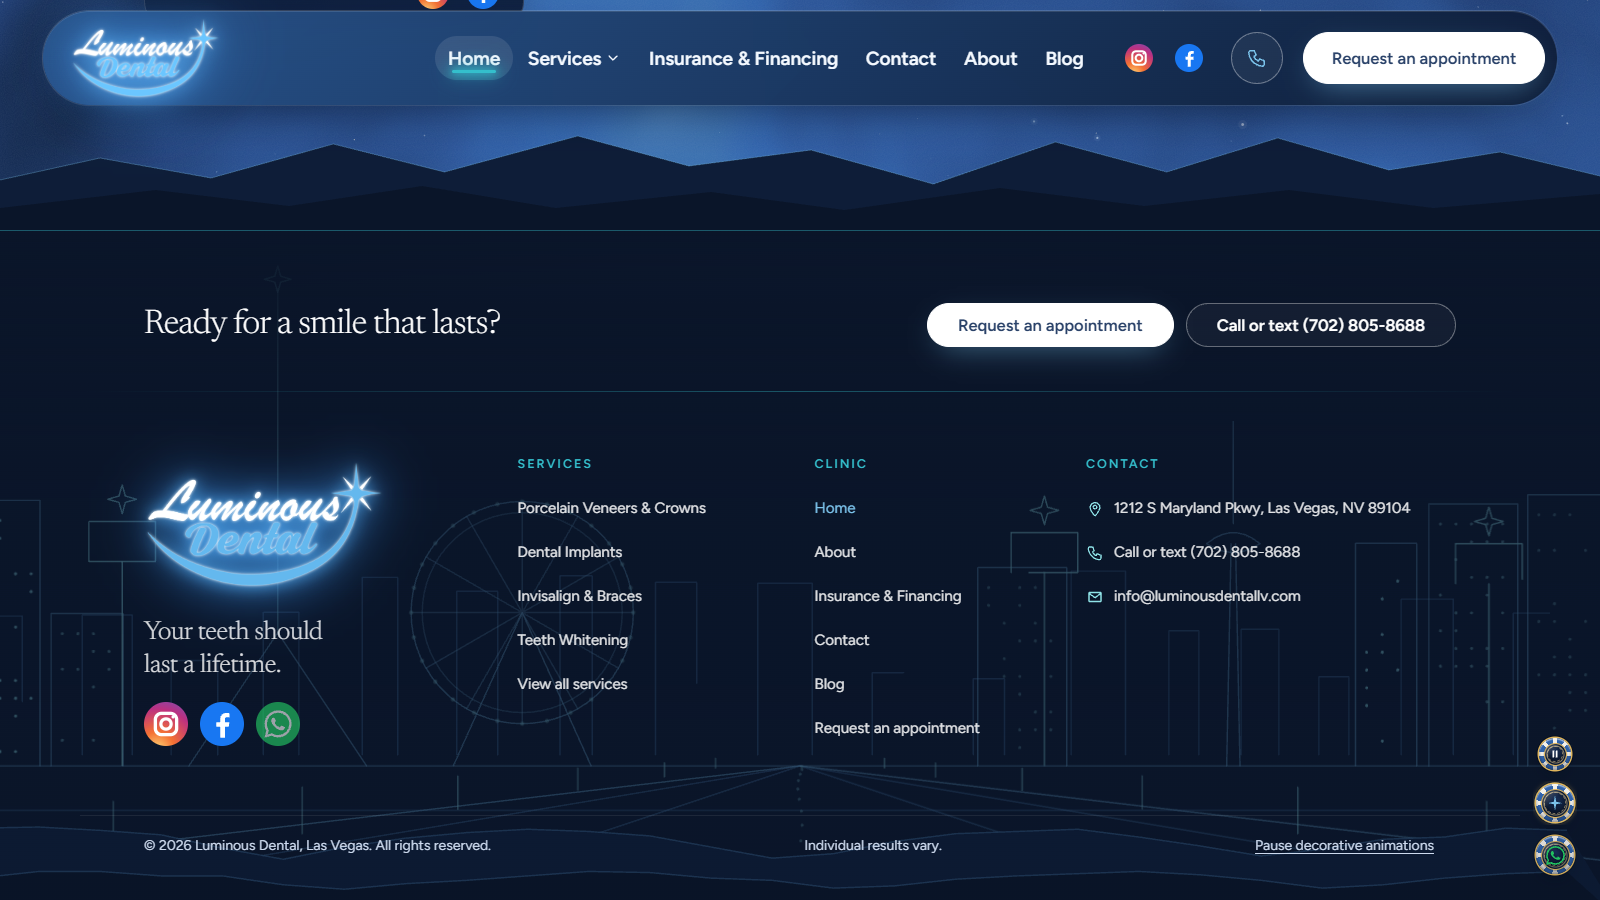 Luminous
Dental
Home
Services
Insurance & Financing
Contact
About
Blog
Request an appointment
Ready for a smile that lasts?
Request an appointment
Call or text (702) 805-8688
Luminous
Dental
Your teeth should
last a lifetime.
SERVICES
Porcelain Veneers & Crowns
Dental Implants
Invisalign & Braces
Teeth Whitening
View all services
CLINIC
Home
About
Insurance & Financing
Contact
Blog
Request an appointment
CONTACT
1212 S Maryland Pkwy, Las Vegas, NV 89104
Call or text (702) 805-8688
info@luminousdentallv.com
© 2026 Luminous Dental, Las Vegas. All rights reserved.
Individual results vary.
Pause decorative animations